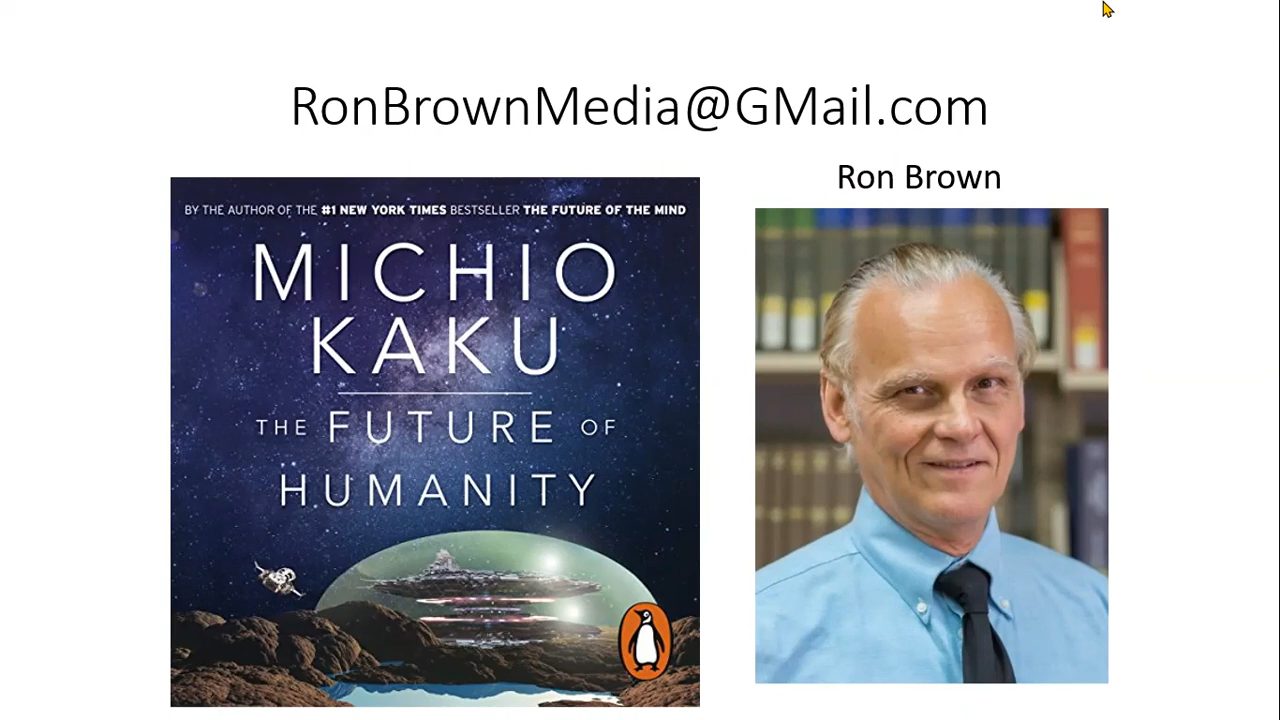 RonBrownMedia@GMail.com
Ron Brown
BY THE AUTHOR OF THE #1 NEW YORK TIMES BESTSELLER THE FUTURE OF THE MIND
MICHIO
KAKU
THE FUTURE OF
HUMANITY